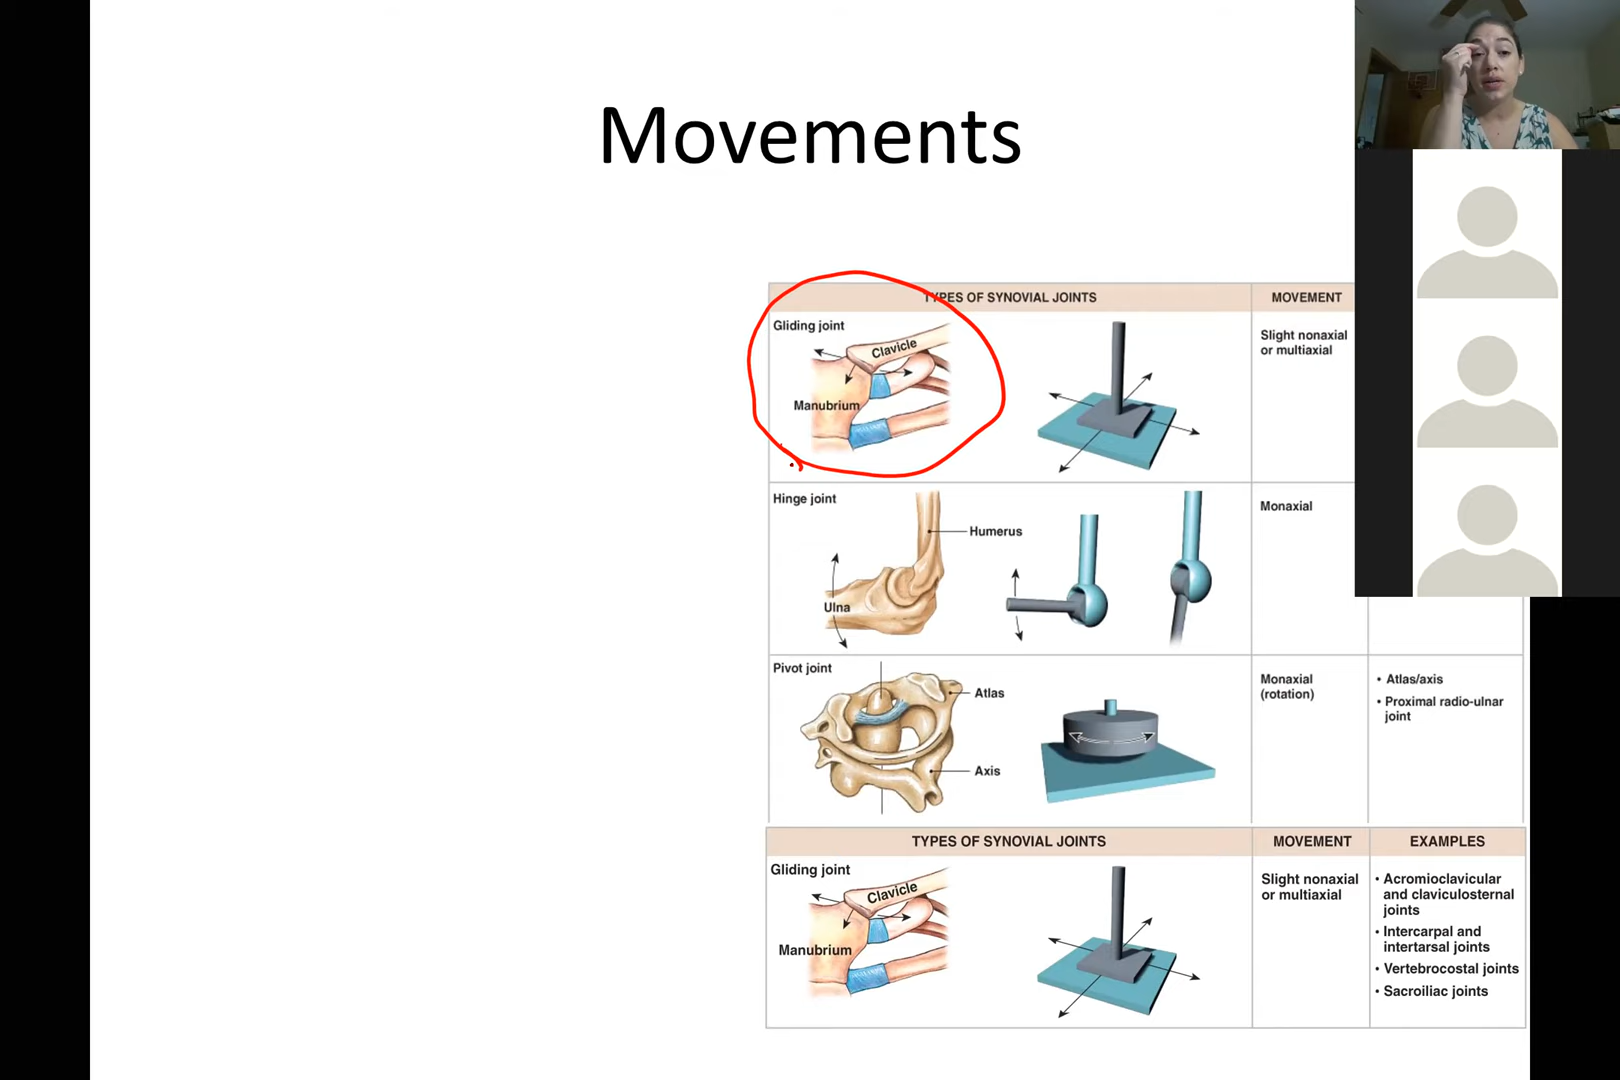 Movements
TYPES OF SYNOVIAL JOINTS
MOVEMENT
Gliding joint
Clavicle
Manubrium
Slight nonaxial
or multiaxial
Hinge joint
Humerus
Ulna
Monaxial
Pivot joint
Atlas
Axis
Monaxial
(rotation)
• Atlas/axis
• Proximal radio-ulnar
joint
TYPES OF SYNOVIAL JOINTS
MOVEMENT
EXAMPLES
Gliding joint
Clavicle
Manubrium
Slight nonaxial
or multiaxial
• Acromioclavicular
and claviculosternal
joints
• Intercarpal and
intertarsal joints
• Vertebrocostal joints
• Sacroiliac joints